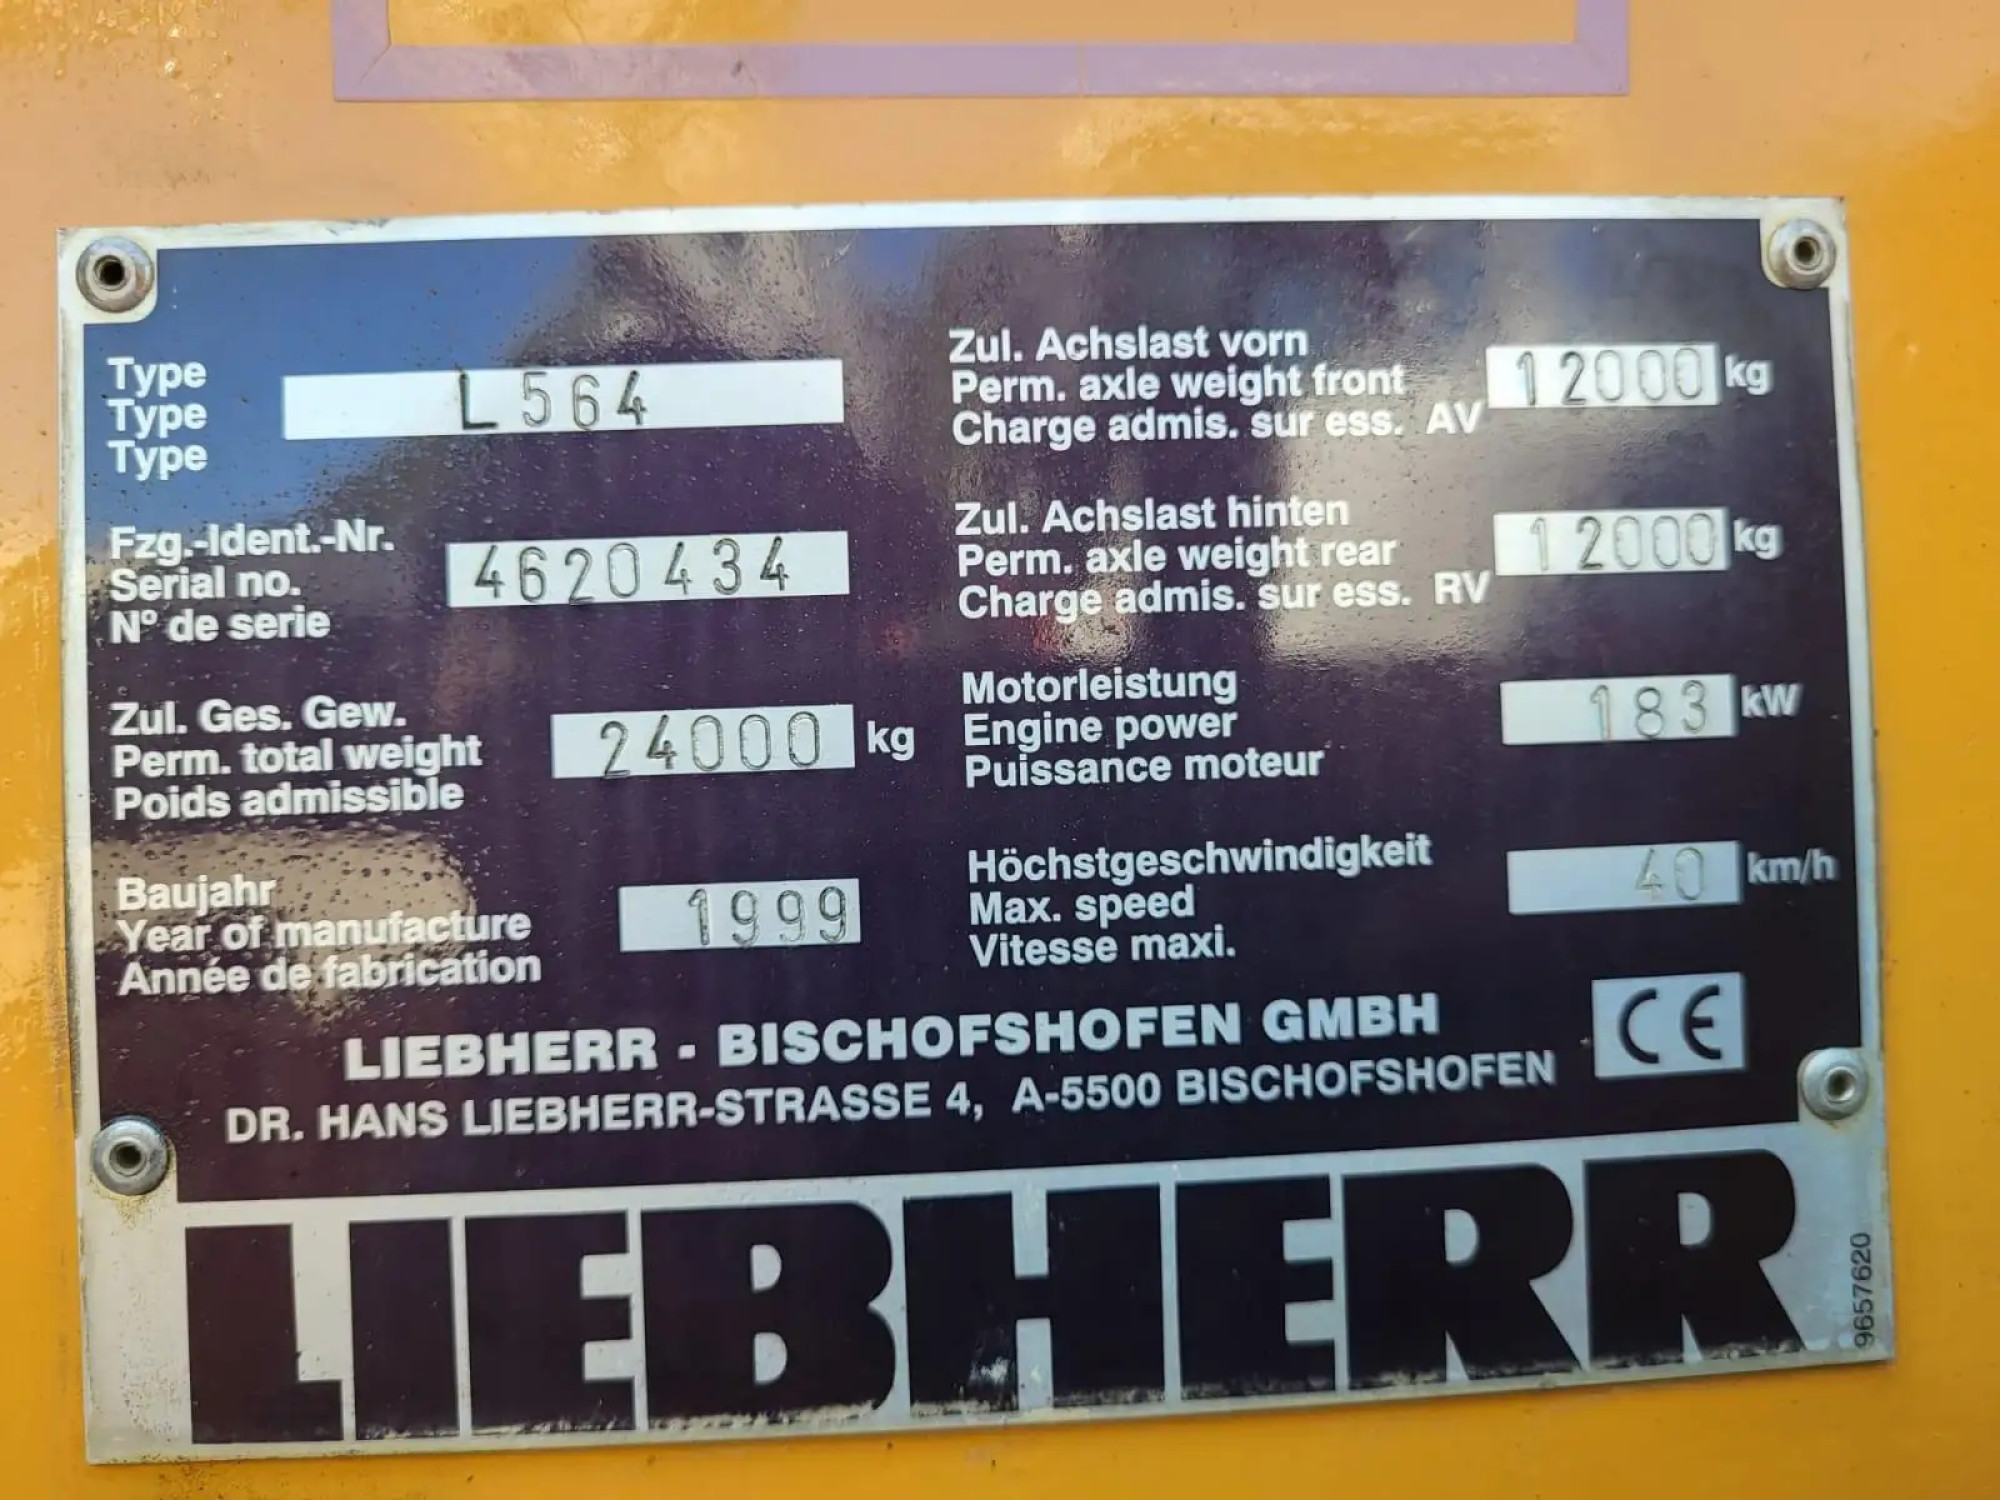 Type
Type
Type
L564
Zul. Achslast vorn
Perm. axle weight front
Charge admis. sur ess. AV
12000 kg
Fzg.-Ident.-Nr.
Serial no.
Nº de serie
4620434
Zul. Achslast hinten
Perm. axle weight rear
Charge admis. sur ess. RV
12000 kg
Zul. Ges. Gew.
Perm. total weight
Poids admissible
24000 kg
Motorleistung
Engine power
Puissance moteur
183 kW
Baujahr
Year of manufacture
Année de fabrication
1999
Höchstgeschwindigkeit
Max. speed
Vitesse maxi.
40 km/h
LIEBHERR - BISCHOFSHOFEN GMBH
DR. HANS LIEBHERR-STRASSE 4, A-5500 BISCHOFSHOFEN
CE
LIEBHERR
9657620